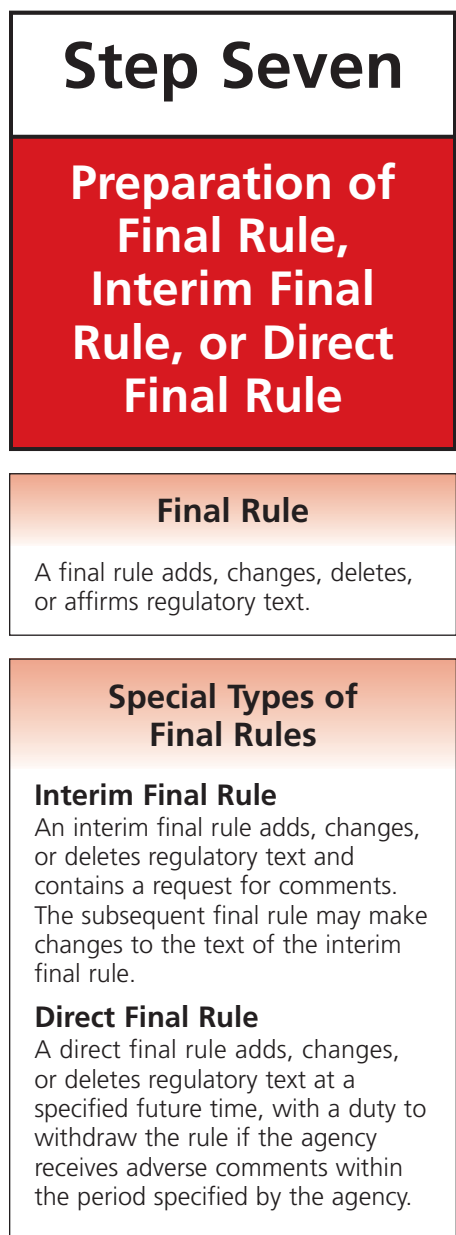 Step Seven
Preparation of
Final Rule,
Interim Final
Rule, or Direct
Final Rule
Final Rule
A final rule adds, changes, deletes,
or affirms regulatory text.
Special Types of
Final Rules
Interim Final Rule
An interim final rule adds, changes,
or deletes regulatory text and
contains a request for comments.
The subsequent final rule may make
changes to the text of the interim
final rule.
Direct Final Rule
A direct final rule adds, changes,
or deletes regulatory text at a
specified future time, with a duty to
withdraw the rule if the agency
receives adverse comments within
the period specified by the agency.